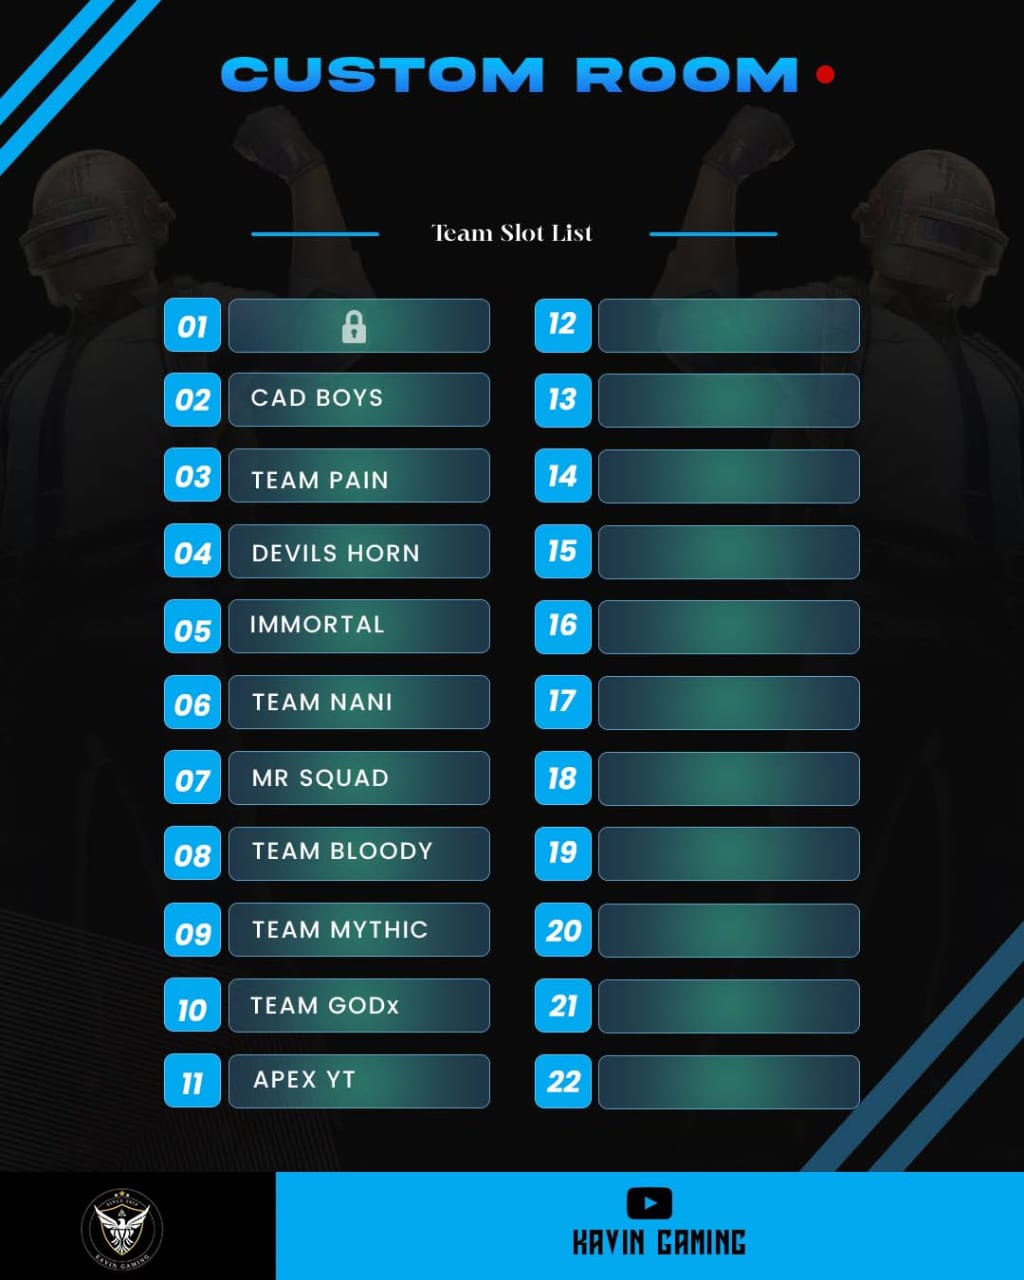 CUSTOM ROOM
Team Slot List
01
02 CAD BOYS
03 TEAM PAIN
04 DEVILS HORN
05 IMMORTAL
06 TEAM NANI
07 MR SQUAD
08 TEAM BLOODY
09 TEAM MYTHIC
10 TEAM GODx
11 APEX YT
12
13
14
15
16
17
18
19
20
21
22
KAVIN GAMING
KAVIN GAMING